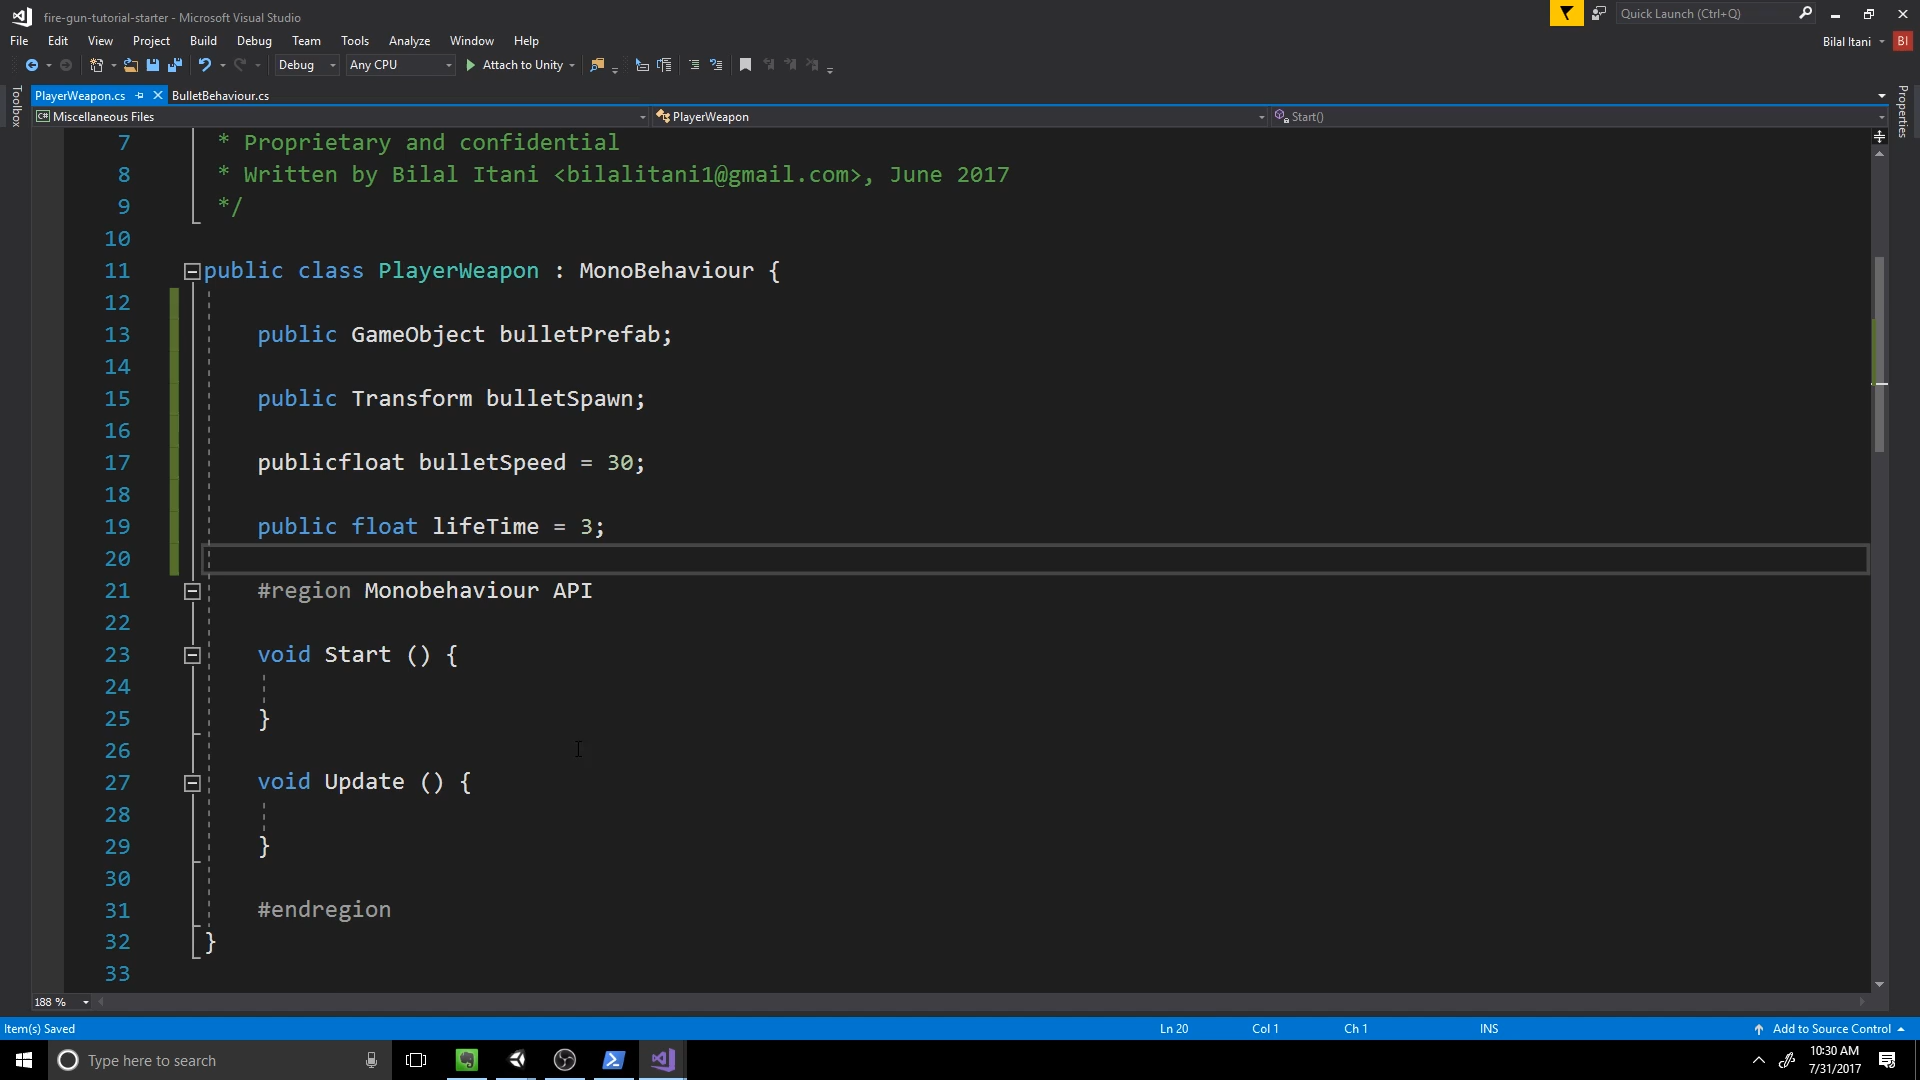 fire-gun-tutorial-starter - Microsoft Visual Studio
Quick Launch (Ctrl+Q)
File Edit View Project Build Debug Team Tools Analyze Window Help
Bilal Itani BI
Debug Any CPU Attach to Unity
Toolbox
PlayerWeapon.cs BulletBehaviour.cs
Properties
C# Miscellaneous Files PlayerWeapon Start()
7 * Proprietary and confidential
8 * Written by Bilal Itani <bilalitani1@gmail.com>, June 2017
9 */
10
11 public class PlayerWeapon : MonoBehaviour {
12
13 public GameObject bulletPrefab;
14
15 public Transform bulletSpawn;
16
17 publicfloat bulletSpeed = 30;
18
19 public float lifeTime = 3;
20
21 #region Monobehaviour API
22
23 void Start () {
24
25 }
26
27 void Update () {
28
29 }
30
31 #endregion
32 }
33
188 %
Item(s) Saved Ln 20 Col 1 Ch 1 INS Add to Source Control
Type here to search
10:30 AM
7/31/2017